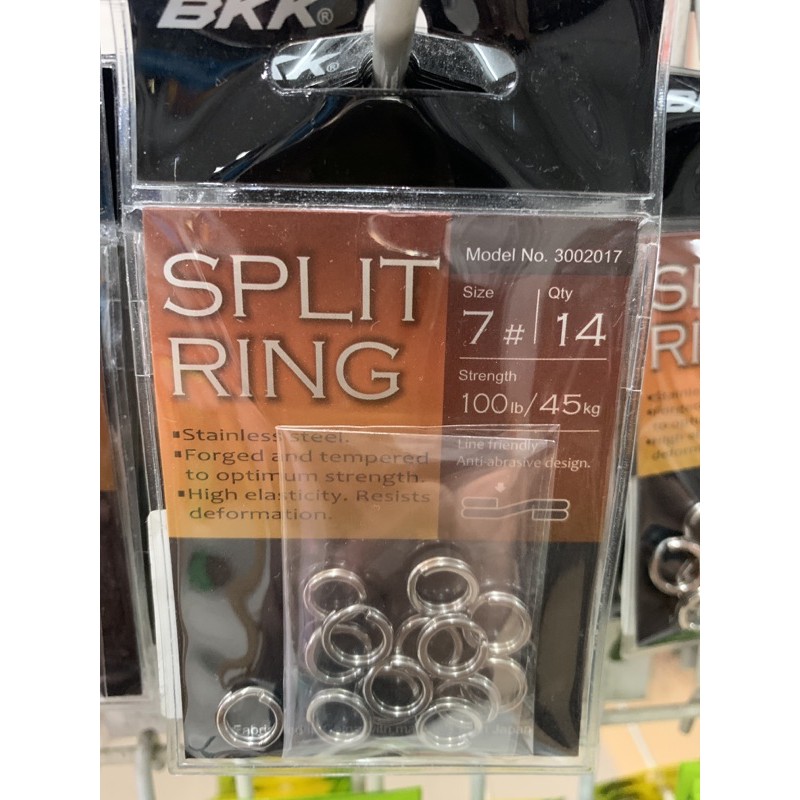 BKK®
SPLIT
RING
Model No. 3002017
Size
7#
Qty
14
Strength
100lb/45kg
Line friendly
Anti-abrasive design.
▪Stainless steel.
▪Forged and tempered
to optimum strength.
▪High elasticity. Resists
deformation.
Japan